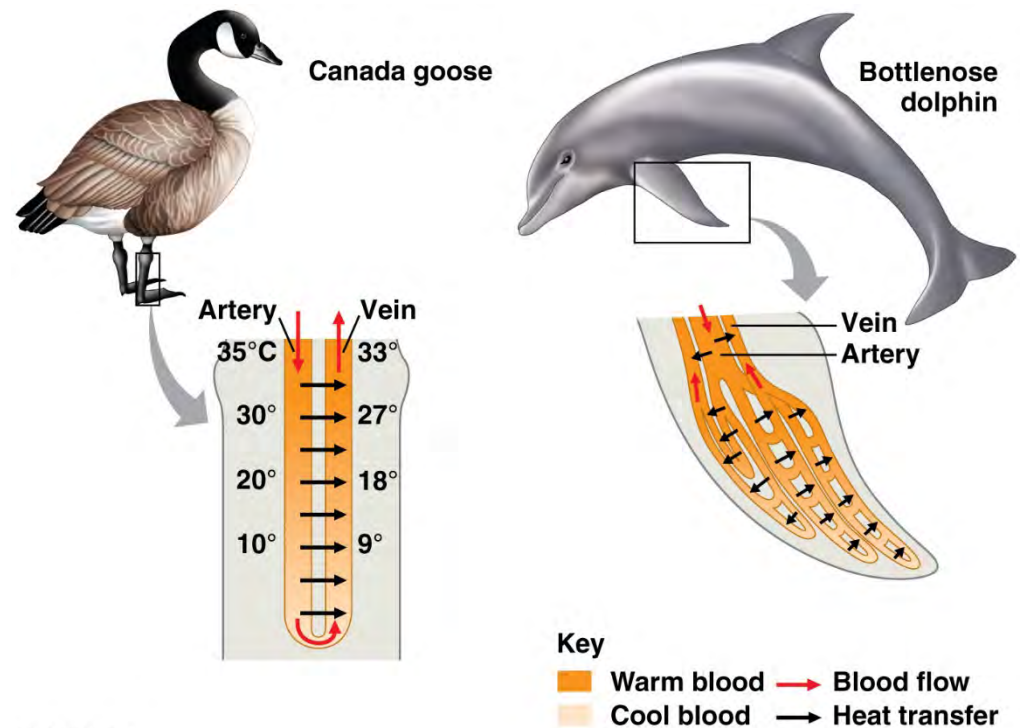 Canada goose
Bottlenose
dolphin
Artery Vein
35°C 33°
30° 27°
20° 18°
10° 9°
Vein
Artery
Key
Warm blood Blood flow
Cool blood Heat transfer